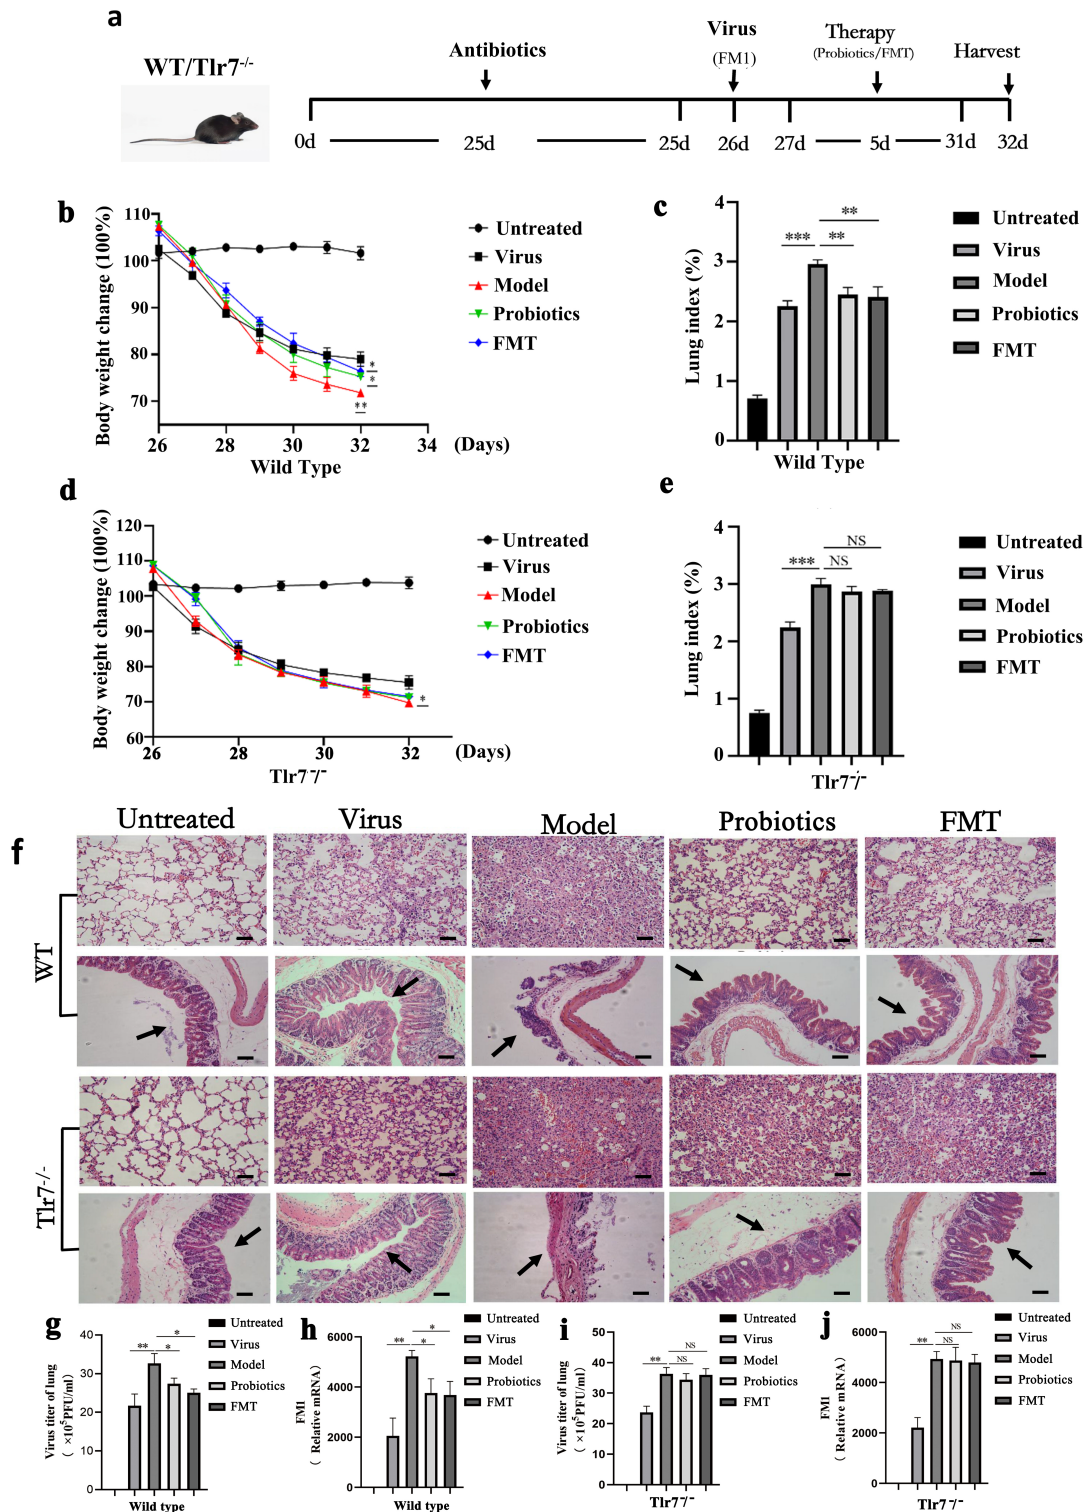 a
WT/Tlr7-/-
Antibiotics
Virus
(FM1)
Therapy
(Probiotics/FMT)
Harvest
0d
25d
25d
26d
27d
5d
31d
32d
b
Body weight change (100%)
110
100
90
80
70
26
28
30
32
34
(Days)
Wild Type
Untreated
Virus
Model
Probiotics
FMT
*
*
**
c
Lung index (%)
4
3
2
1
0
***
**
**
Wild Type
Untreated
Virus
Model
Probiotics
FMT
d
Body weight change (100%)
120
110
100
90
80
70
60
26
28
30
32
(Days)
Tlr7-/-
Untreated
Virus
Model
Probiotics
FMT
*
e
Lung index (%)
4
3
2
1
0
***
NS
NS
Tlr7-/-
Untreated
Virus
Model
Probiotics
FMT
f
Untreated
Virus
Model
Probiotics
FMT
WT
Tlr7-/-
g
Virus titer of lung
( ×10⁵PFU/ml)
40
30
20
10
0
**
*
*
Wild type
Untreated
Virus
Model
Probiotics
FMT
h
FM1
( Relative mRNA)
6000
4000
2000
0
**
*
*
Wild type
Untreated
Virus
Model
Probiotics
FMT
i
Virus titer of lung
( ×10⁵PFU/ml)
50
40
30
20
10
0
**
NS
NS
Tlr7-/-
Untreated
Virus
Model
Probiotics
FMT
j
FM1
( Relative mRNA)
6000
4000
2000
0
**
NS
NS
Tlr7-/-
Untreated
Virus
Model
Probiotics
FMT